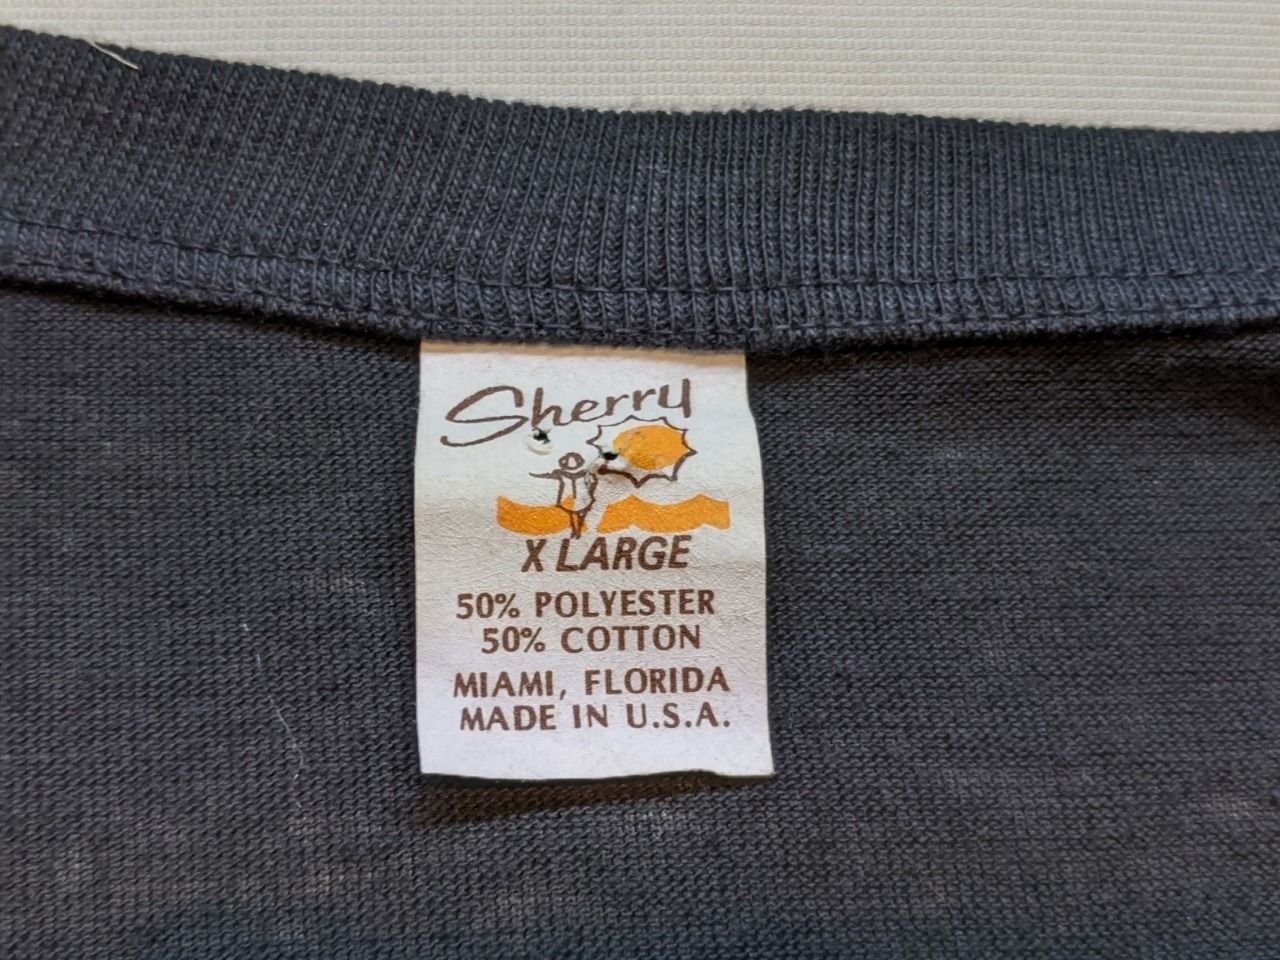 Sherry
X LARGE
50% POLYESTER
50% COTTON
MIAMI, FLORIDA
MADE IN U.S.A.